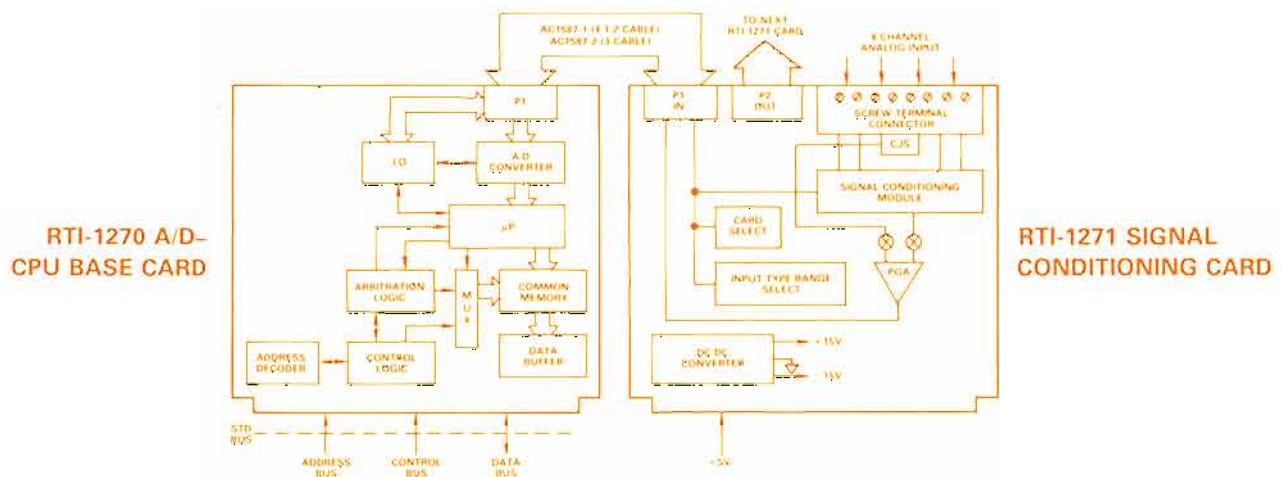 AC1587-1 (4 1/2 CABLE)
AC1587-2 (3 CABLE)
TO NEXT
RTI-1271 CARD
4 CHANNEL
ANALOG INPUT
P1
P1
IN
P2
OUT
SCREW TERMINAL
CONNECTOR
CJS
I/O
A/D
CONVERTER
SIGNAL CONDITIONING
MODULE
RTI-1270 A/D–
CPU BASE CARD
µP
CARD
SELECT
PGA
RTI-1271 SIGNAL
CONDITIONING CARD
ARBITRATION
LOGIC
MUX
COMMON
MEMORY
INPUT TYPE RANGE
SELECT
ADDRESS
DECODER
CONTROL
LOGIC
DATA
BUFFER
DC/DC
CONVERTER
+15V
-15V
STD
BUS
ADDRESS
BUS
CONTROL
BUS
DATA
BUS
+5V